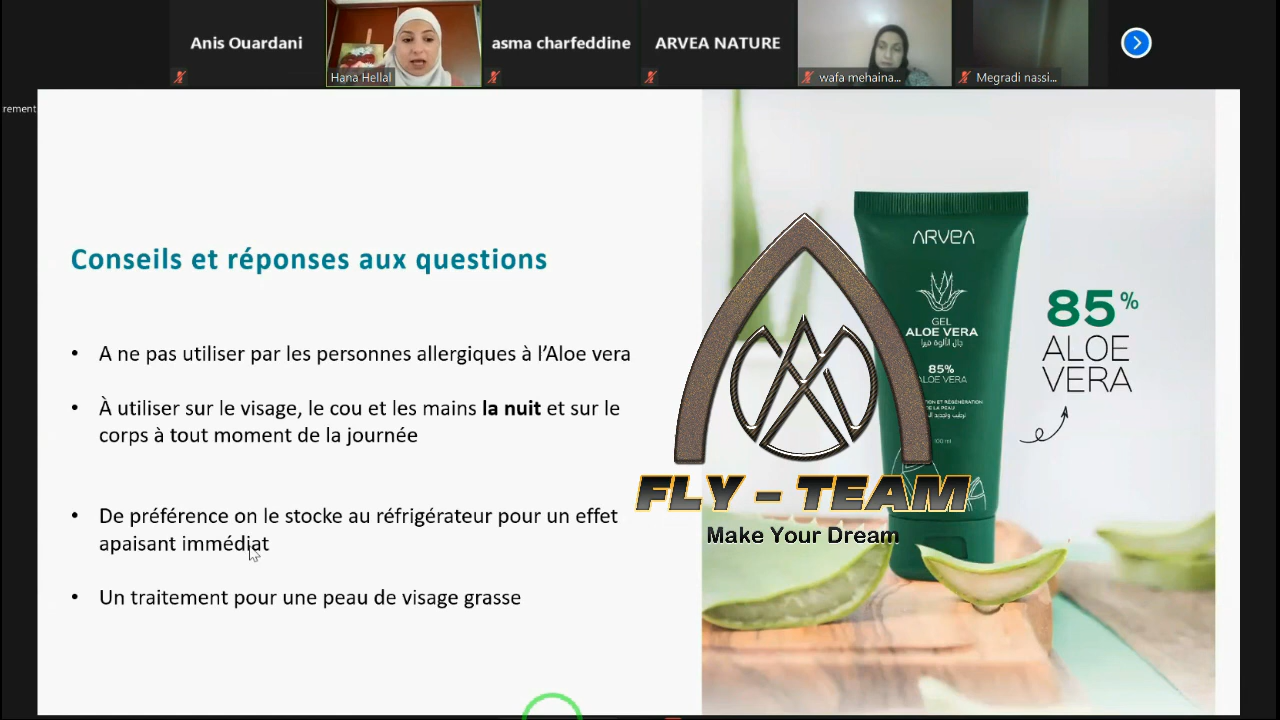 Anis Ouardani
Hana Hellal
asma charfeddine
ARVEA NATURE
wafa mehaina...
Megradi nassi...
rement
Conseils et réponses aux questions
• A ne pas utiliser par les personnes allergiques à l'Aloe vera
• À utiliser sur le visage, le cou et les mains la nuit et sur le
corps à tout moment de la journée
• De préférence on le stocke au réfrigérateur pour un effet
apaisant immédiat
• Un traitement pour une peau de visage grasse
ARVEA
GEL
ALOE VERA
جال الألوة فيرا
85%
ALOE VERA
100 ml
85%
ALOE
VERA
FLY - TEAM
Make Your Dream